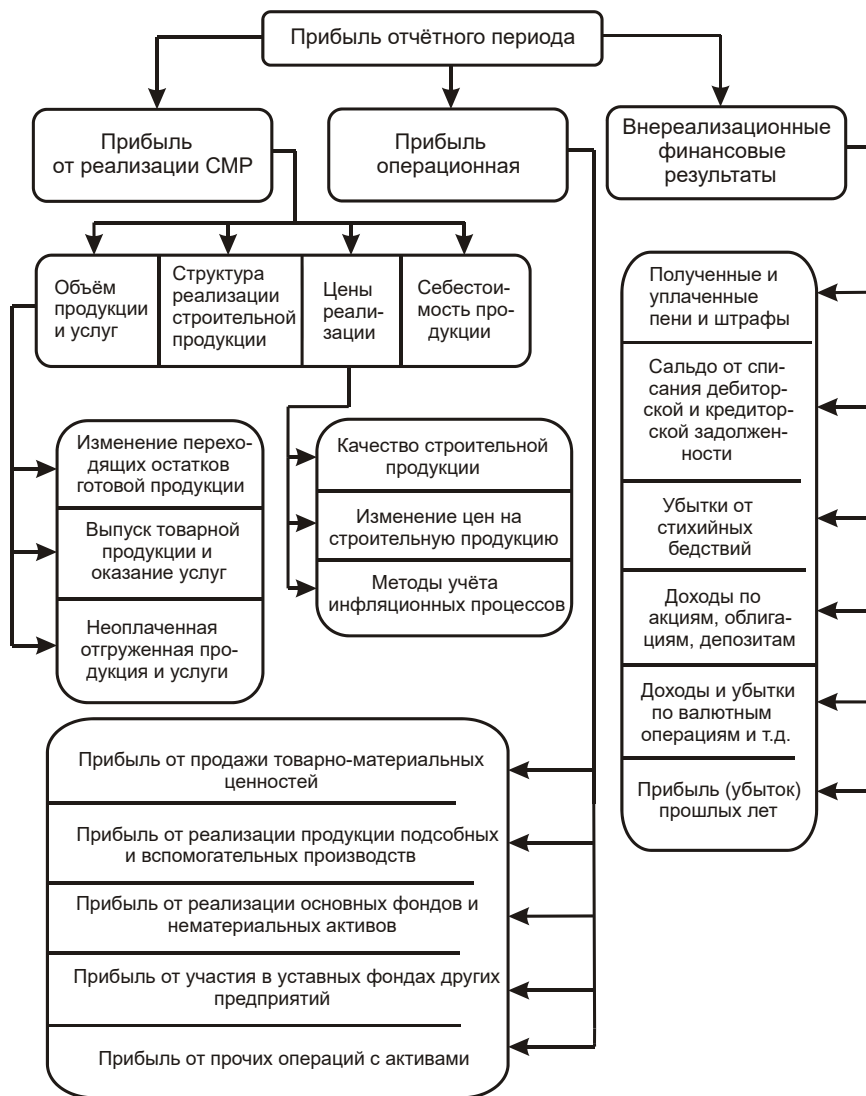 Прибыль отчётного периода
Прибыль
от реализации СМР
Прибыль
операционная
Внереализационные
финансовые
результаты
Объём
продукции
и услуг
Структура
реализации
строительной
продукции
Цены
реали-
зации
Себестои-
мость про-
дукции
Изменение перехо-
дящих остатков
готовой продукции
Выпуск товарной
продукции и
оказание услуг
Неоплаченная
отгруженная про-
дукция и услуги
Качество строительной
продукции
Изменение цен на
строительную продукцию
Методы учёта
инфляционных процессов
Полученные и
уплаченные
пени и штрафы
Сальдо от спи-
сания дебитор-
ской и кредитор-
ской задолжен-
ности
Убытки от
стихийных
бедствий
Доходы по
акциям, облига-
циям, депозитам
Доходы и убытки
по валютным
операциям и т.д.
Прибыль (убыток)
прошлых лет
Прибыль от продажи товарно-материальных
ценностей
Прибыль от реализации продукции подсобных
и вспомогательных производств
Прибыль от реализации основных фондов и
нематериальных активов
Прибыль от участия в уставных фондах других
предприятий
Прибыль от прочих операций с активами